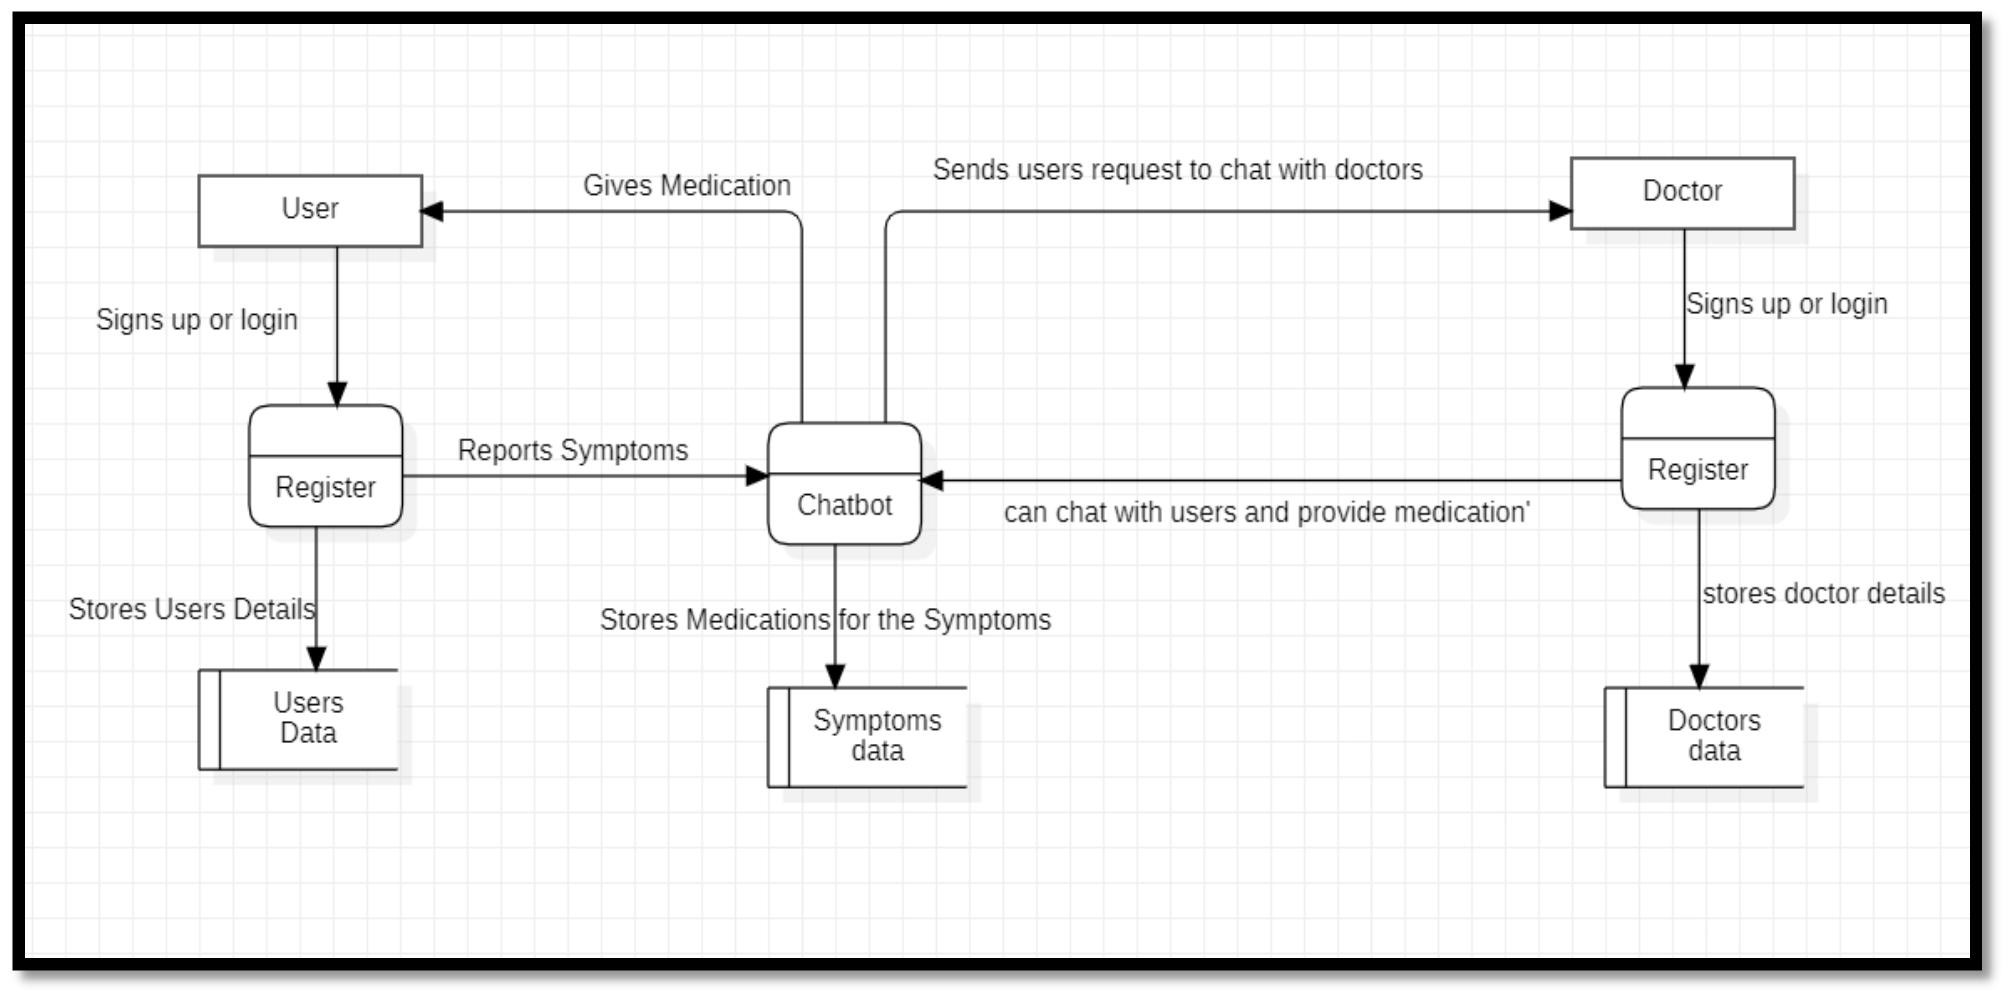 Sends users request to chat with doctors
Gives Medication
User
Doctor
Signs up or login
Signs up or login
Reports Symptoms
Register
Chatbot
Register
can chat with users and provide medication'
Stores Users Details
Stores Medications for the Symptoms
stores doctor details
Users
Data
Symptoms
data
Doctors
data